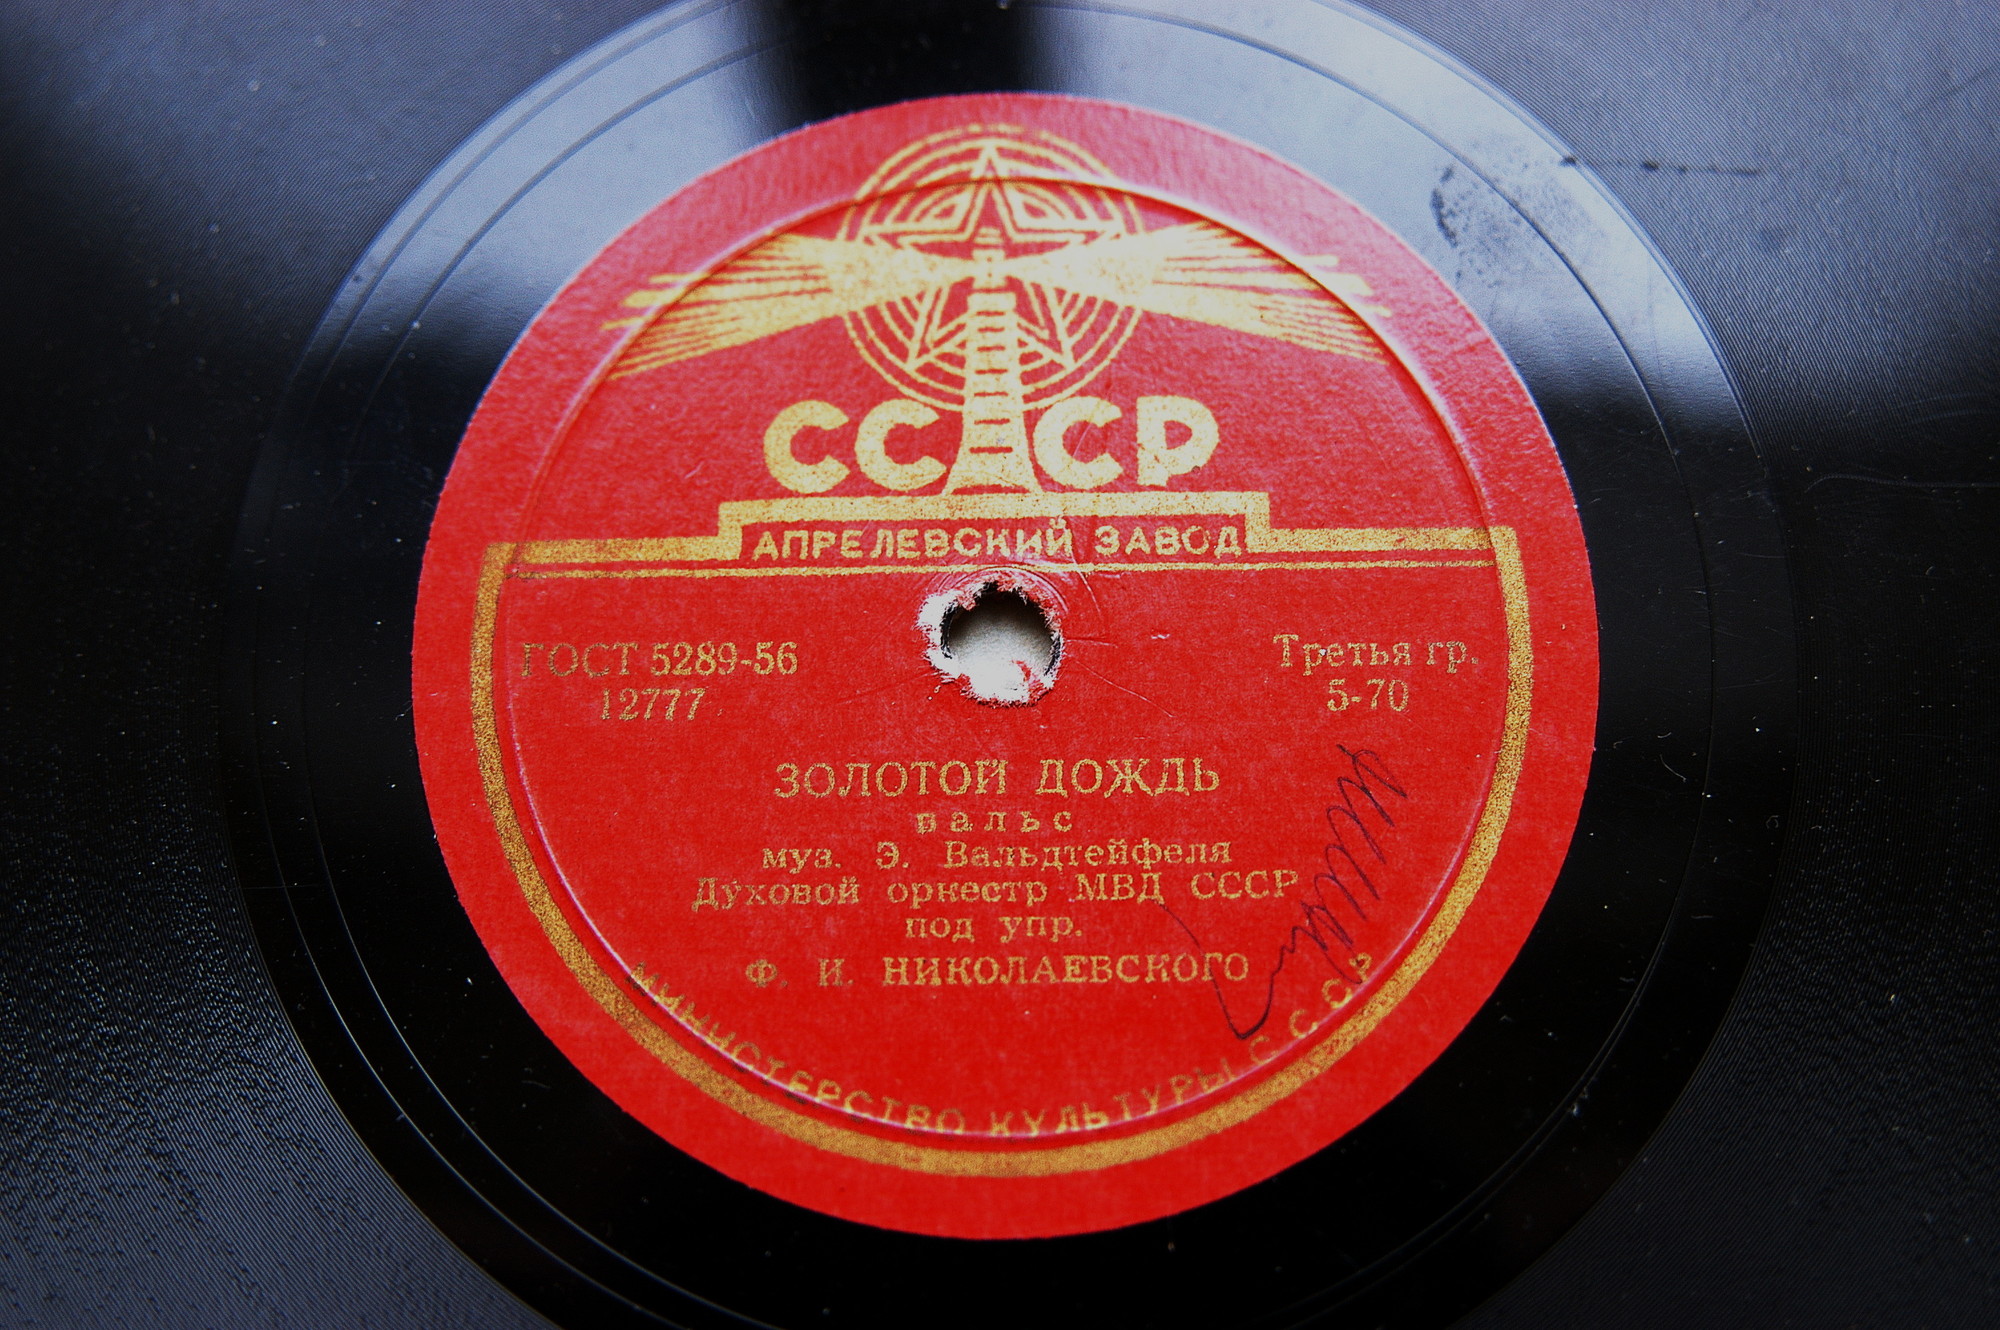 СССР
АПРЕЛЕВСКИЙ ЗАВОД
ГОСТ 5289-56
12777
Третья гр.
5-70
ЗОЛОТОЙ ДОЖДЬ
вальс
муз. Э. Вальдтейфеля
Духовой оркестр МВД СССР
под упр.
Ф. И. НИКОЛАЕВСКОГО
МИНИСТЕРСТВО КУЛЬТУРЫ СССР